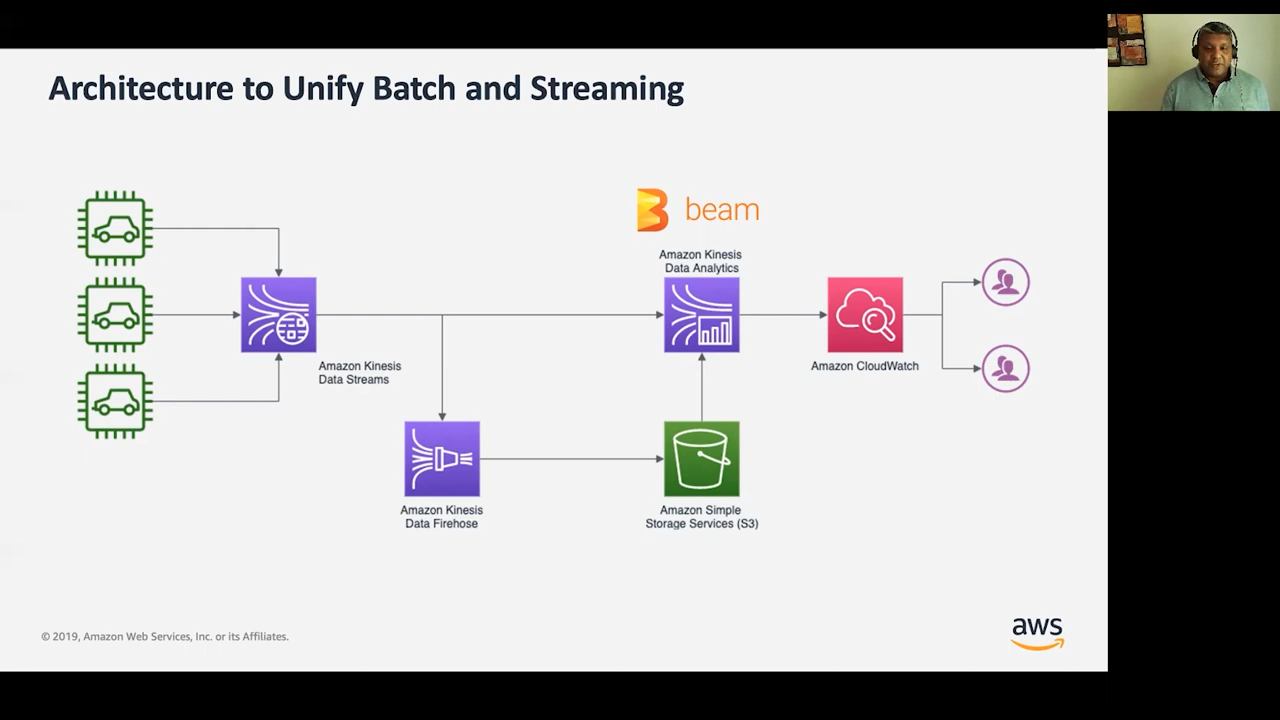 Architecture to Unify Batch and Streaming
beam
Amazon Kinesis
Data Analytics
Amazon Kinesis
Data Streams
Amazon CloudWatch
Amazon Kinesis
Data Firehose
Amazon Simple
Storage Services (S3)
© 2019, Amazon Web Services, Inc. or its Affiliates.
aws